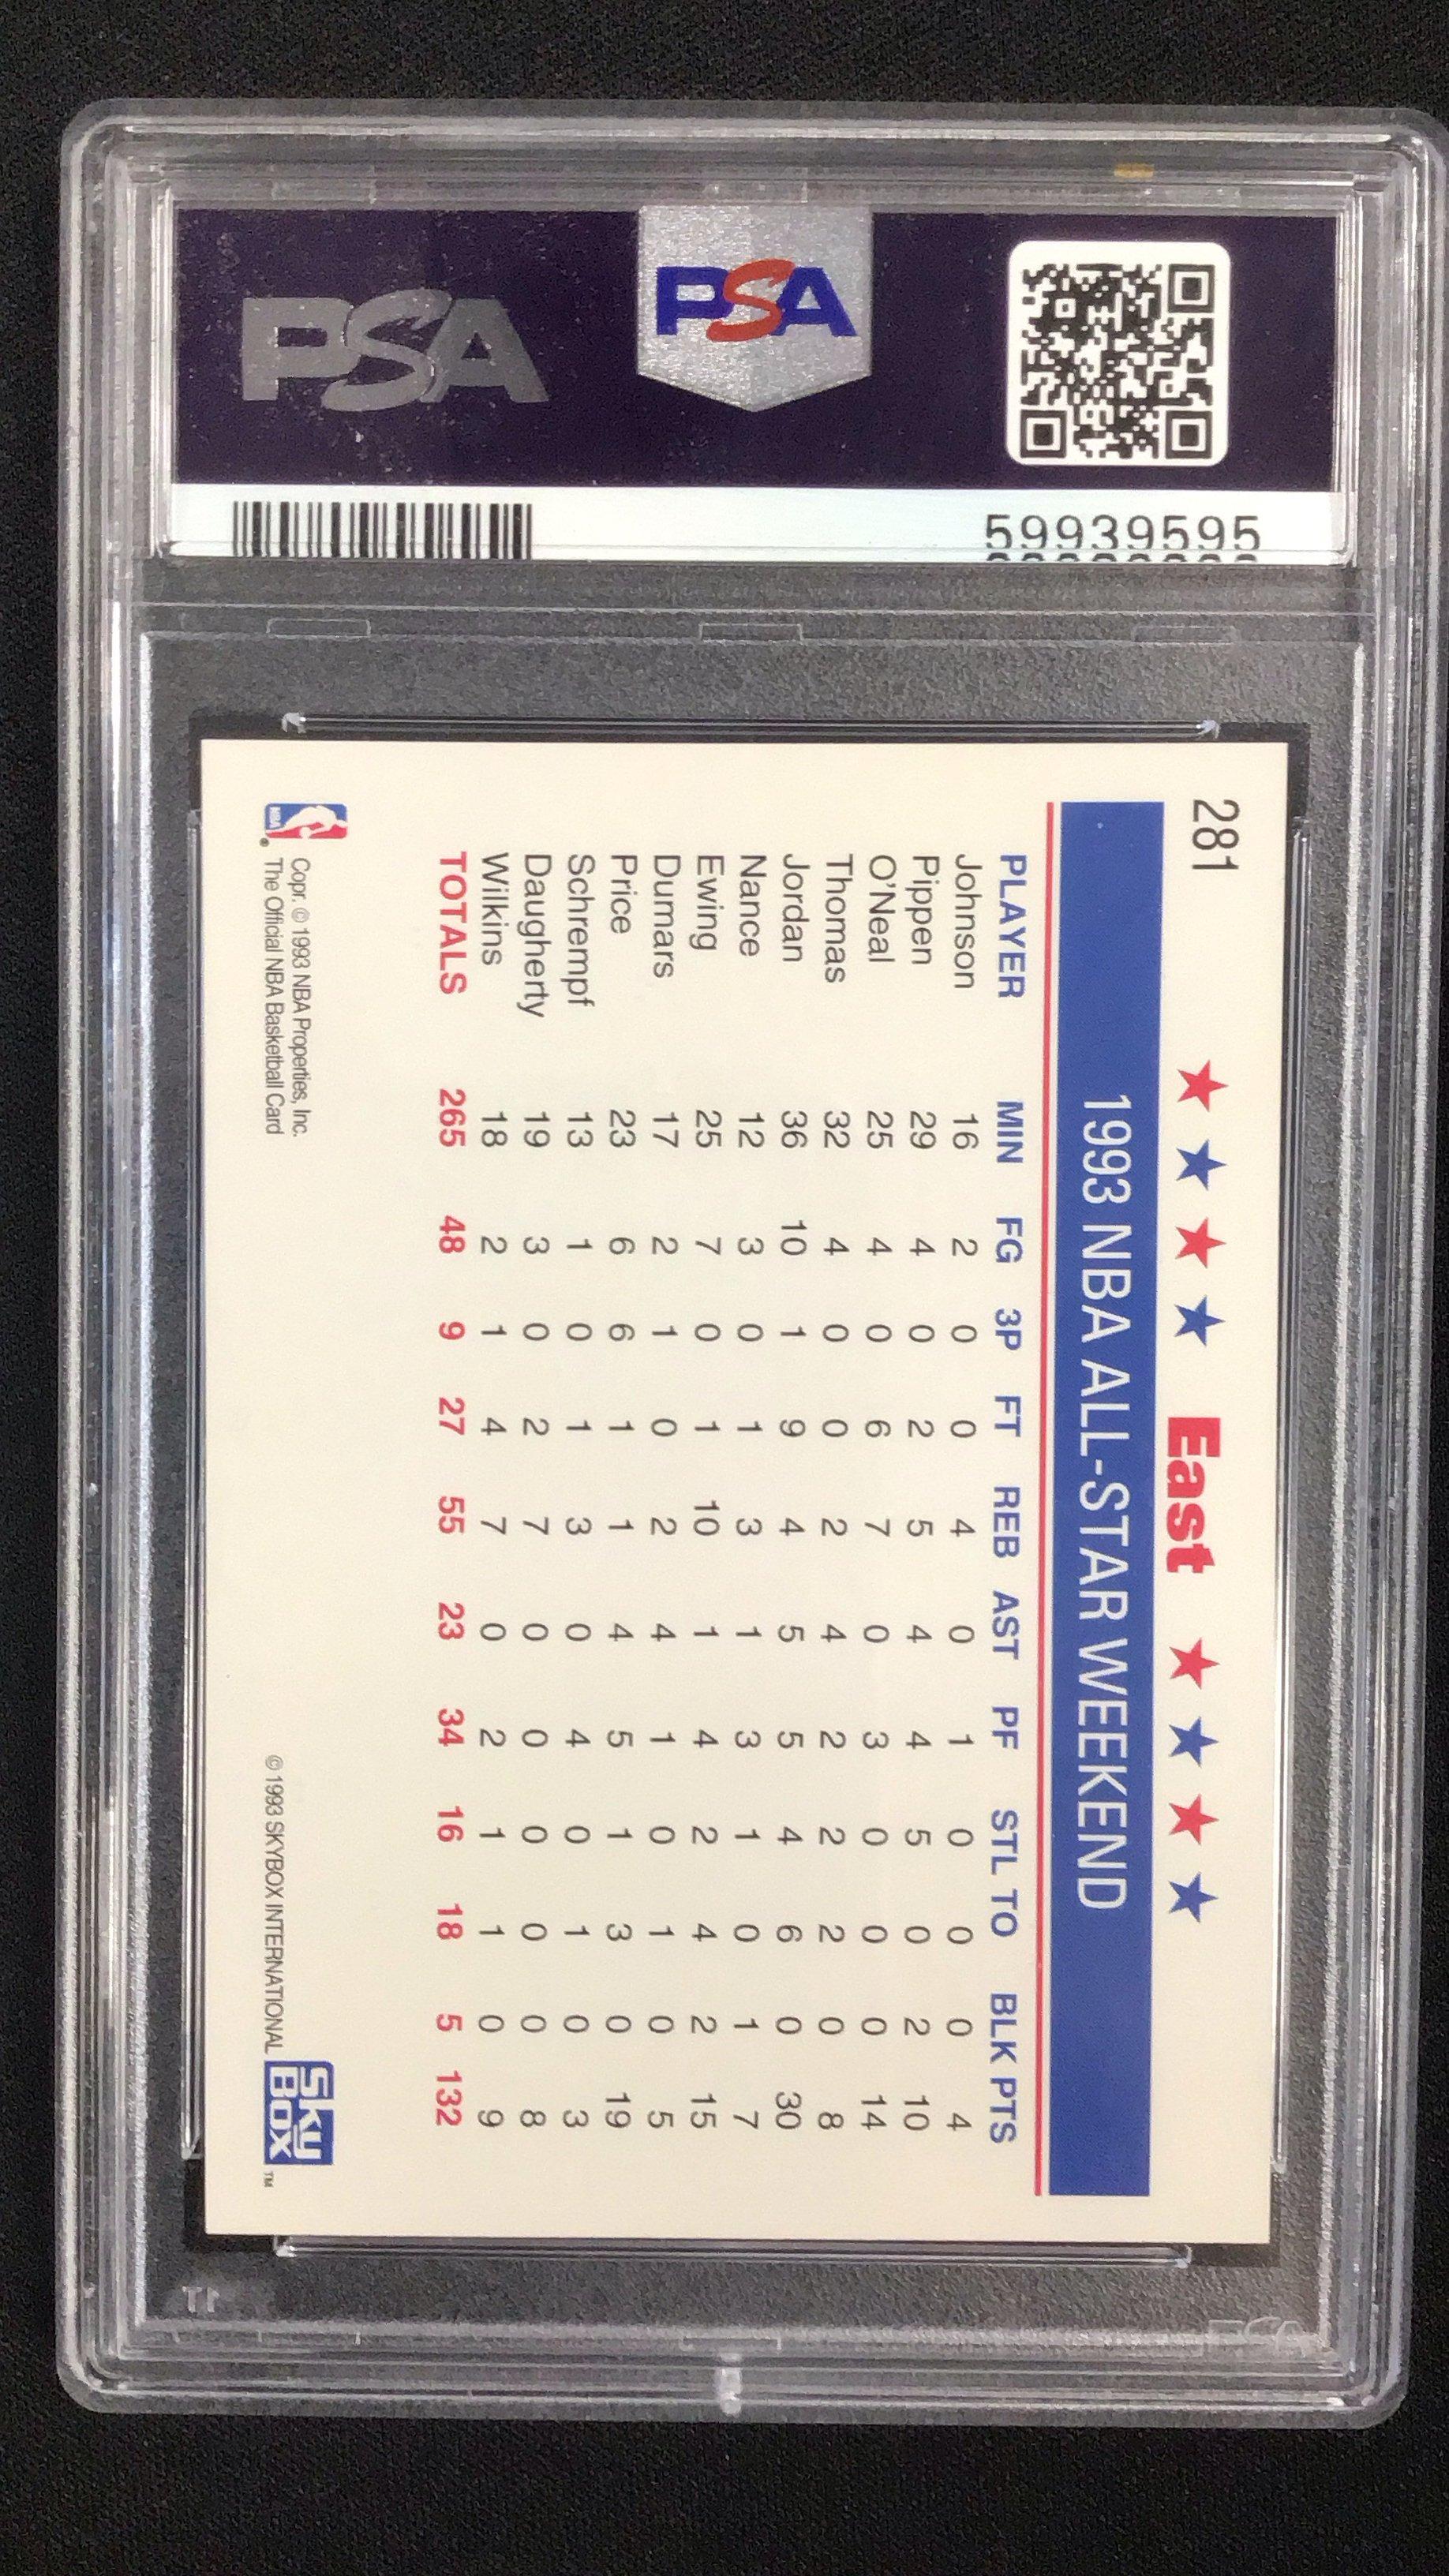 PSA
PSA
59939595
281
East
1993 NBA ALL-STAR WEEKEND
PLAYER MIN FG 3P FT REB AST PF STL TO BLK PTS
Johnson 16 2 0 0 4 0 1 0 0 0 4
Pippen 29 4 0 2 5 4 4 5 0 2 10
O'Neal 25 4 0 6 7 0 3 0 0 0 14
Thomas 32 4 0 0 2 4 2 2 2 0 8
Jordan 36 10 1 9 4 5 5 4 6 0 30
Nance 12 3 0 1 3 1 3 1 0 1 7
Ewing 25 7 0 1 10 1 4 2 4 2 15
Dumars 17 2 1 0 2 4 1 0 1 0 5
Price 23 6 6 1 1 4 5 1 3 0 19
Schrempf 13 1 0 1 3 0 4 0 1 0 3
Daugherty 19 3 0 2 7 0 0 0 0 0 8
Wilkins 18 2 1 4 7 0 2 1 1 0 9
TOTALS 265 48 9 27 55 23 34 16 18 5 132
NBA
Copr. © 1993 NBA Properties, Inc.
The Official NBA Basketball Card
© 1993 SKYBOX INTERNATIONAL
SKY
BOX TM